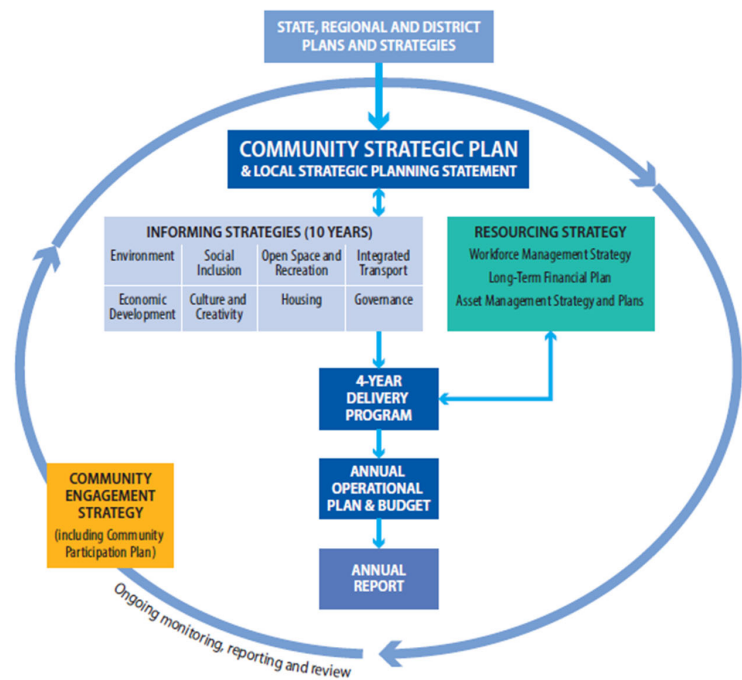 STATE, REGIONAL AND DISTRICT
PLANS AND STRATEGIES
COMMUNITY STRATEGIC PLAN
& LOCAL STRATEGIC PLANNING STATEMENT
INFORMING STRATEGIES (10 YEARS)
Environment
Social
Inclusion
Open Space and
Recreation
Integrated
Transport
Economic
Development
Culture and
Creativity
Housing
Governance
RESOURCING STRATEGY
Workforce Management Strategy
Long-Term Financial Plan
Asset Management Strategy and Plans
4-YEAR
DELIVERY
PROGRAM
ANNUAL
OPERATIONAL
PLAN & BUDGET
ANNUAL
REPORT
COMMUNITY
ENGAGEMENT
STRATEGY
(including Community
Participation Plan)
Ongoing monitoring, reporting and review